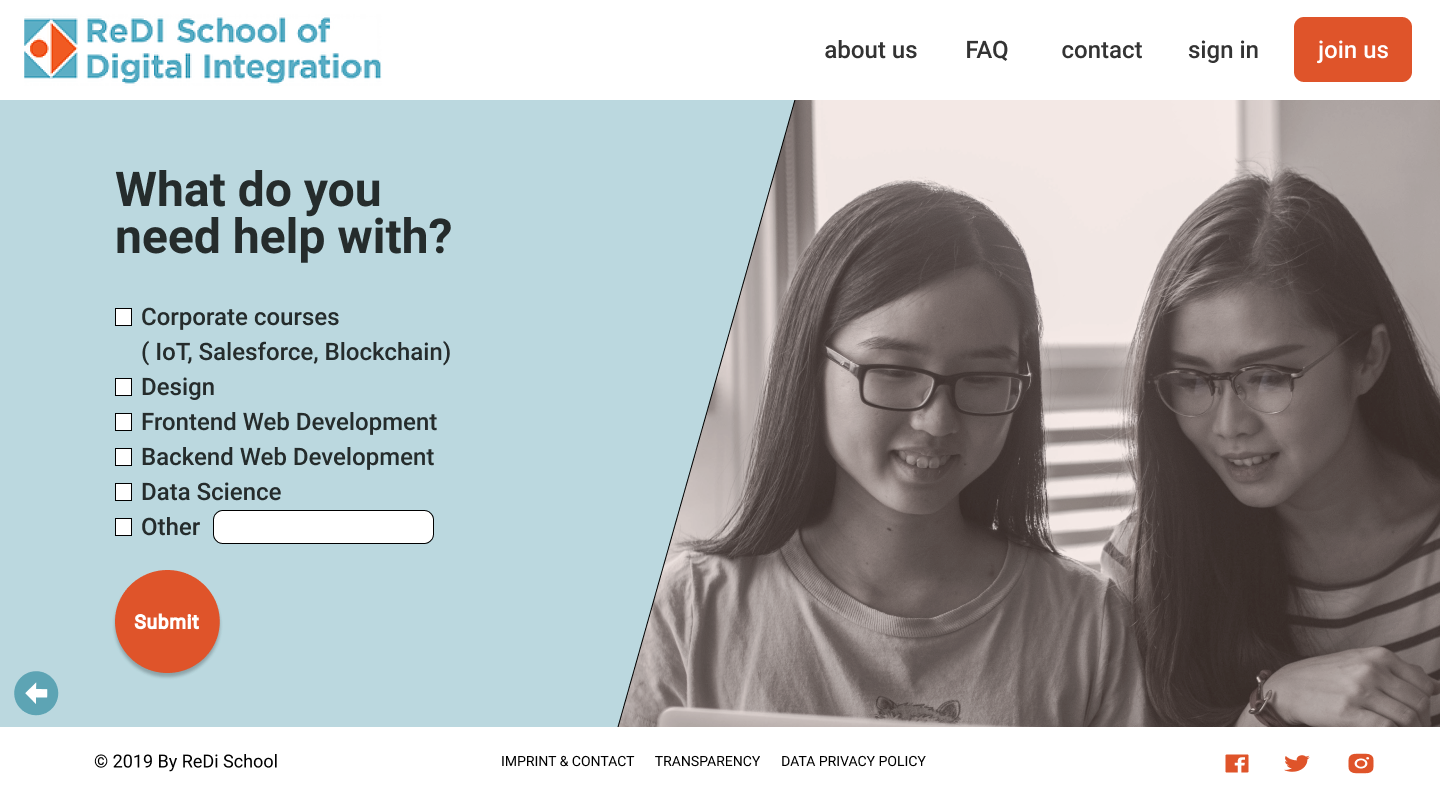 ReDI School of
Digital Integration
about us
FAQ
contact
sign in
join us
What do you
need help with?
Corporate courses
( IoT, Salesforce, Blockchain)
Design
Frontend Web Development
Backend Web Development
Data Science
Other
Submit
© 2019 By ReDi School
IMPRINT & CONTACT
TRANSPARENCY
DATA PRIVACY POLICY